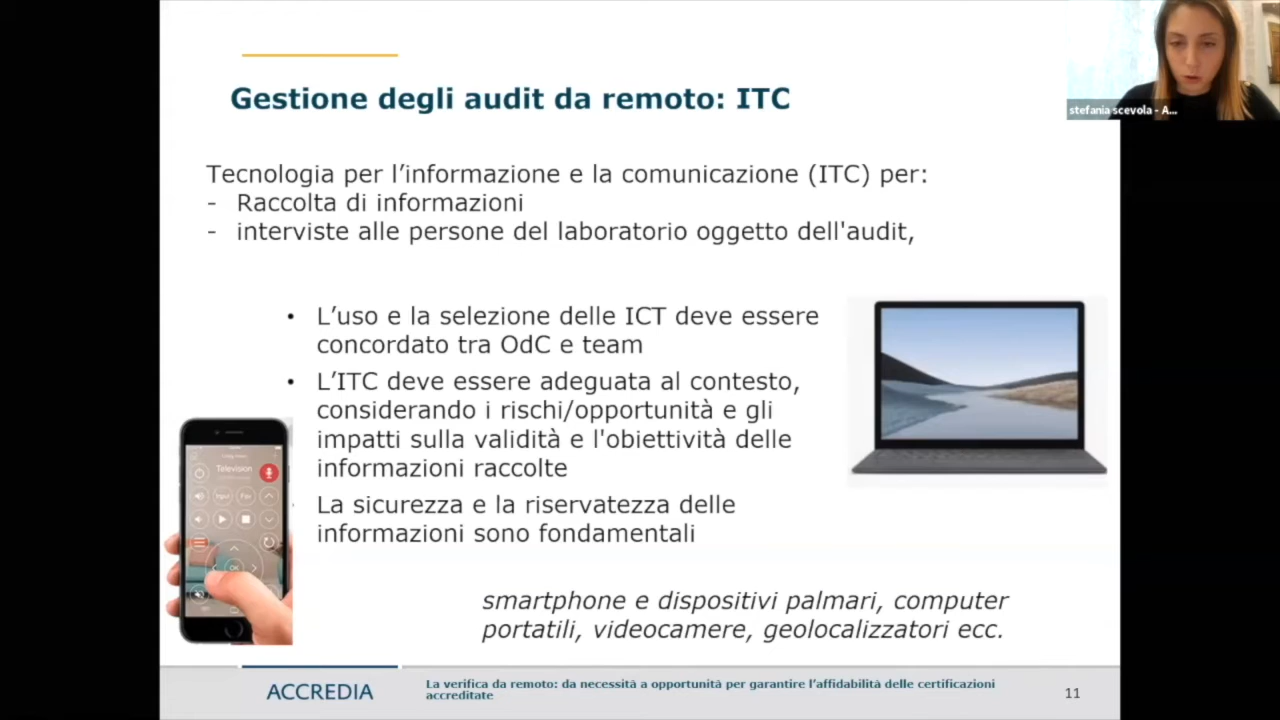 Gestione degli audit da remoto: ITC
stefania scevola - A...
Tecnologia per l’informazione e la comunicazione (ITC) per:
- Raccolta di informazioni
- interviste alle persone del laboratorio oggetto dell'audit,
• L’uso e la selezione delle ICT deve essere
concordato tra OdC e team
• L’ITC deve essere adeguata al contesto,
considerando i rischi/opportunità e gli
impatti sulla validità e l'obiettività delle
informazioni raccolte
La sicurezza e la riservatezza delle
informazioni sono fondamentali
Television
Input
Fav
OK
smartphone e dispositivi palmari, computer
portatili, videocamere, geolocalizzatori ecc.
ACCREDIA
La verifica da remoto: da necessità a opportunità per garantire l’affidabilità delle certificazioni
accreditate
11